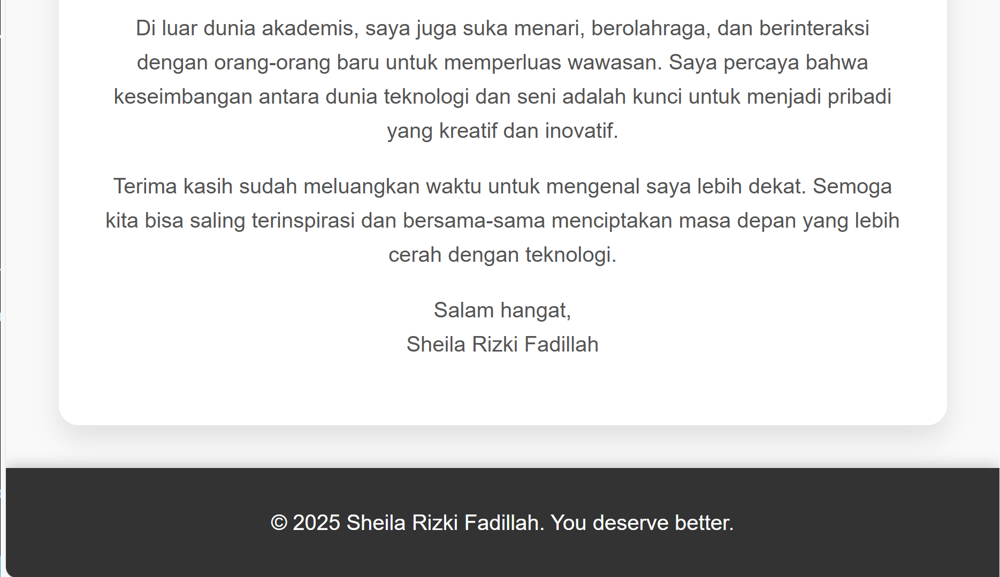 Di luar dunia akademis, saya juga suka menari, berolahraga, dan berinteraksi
dengan orang-orang baru untuk memperluas wawasan. Saya percaya bahwa
keseimbangan antara dunia teknologi dan seni adalah kunci untuk menjadi pribadi
yang kreatif dan inovatif.
Terima kasih sudah meluangkan waktu untuk mengenal saya lebih dekat. Semoga
kita bisa saling terinspirasi dan bersama-sama menciptakan masa depan yang lebih
cerah dengan teknologi.
Salam hangat,
Sheila Rizki Fadillah
© 2025 Sheila Rizki Fadillah. You deserve better.